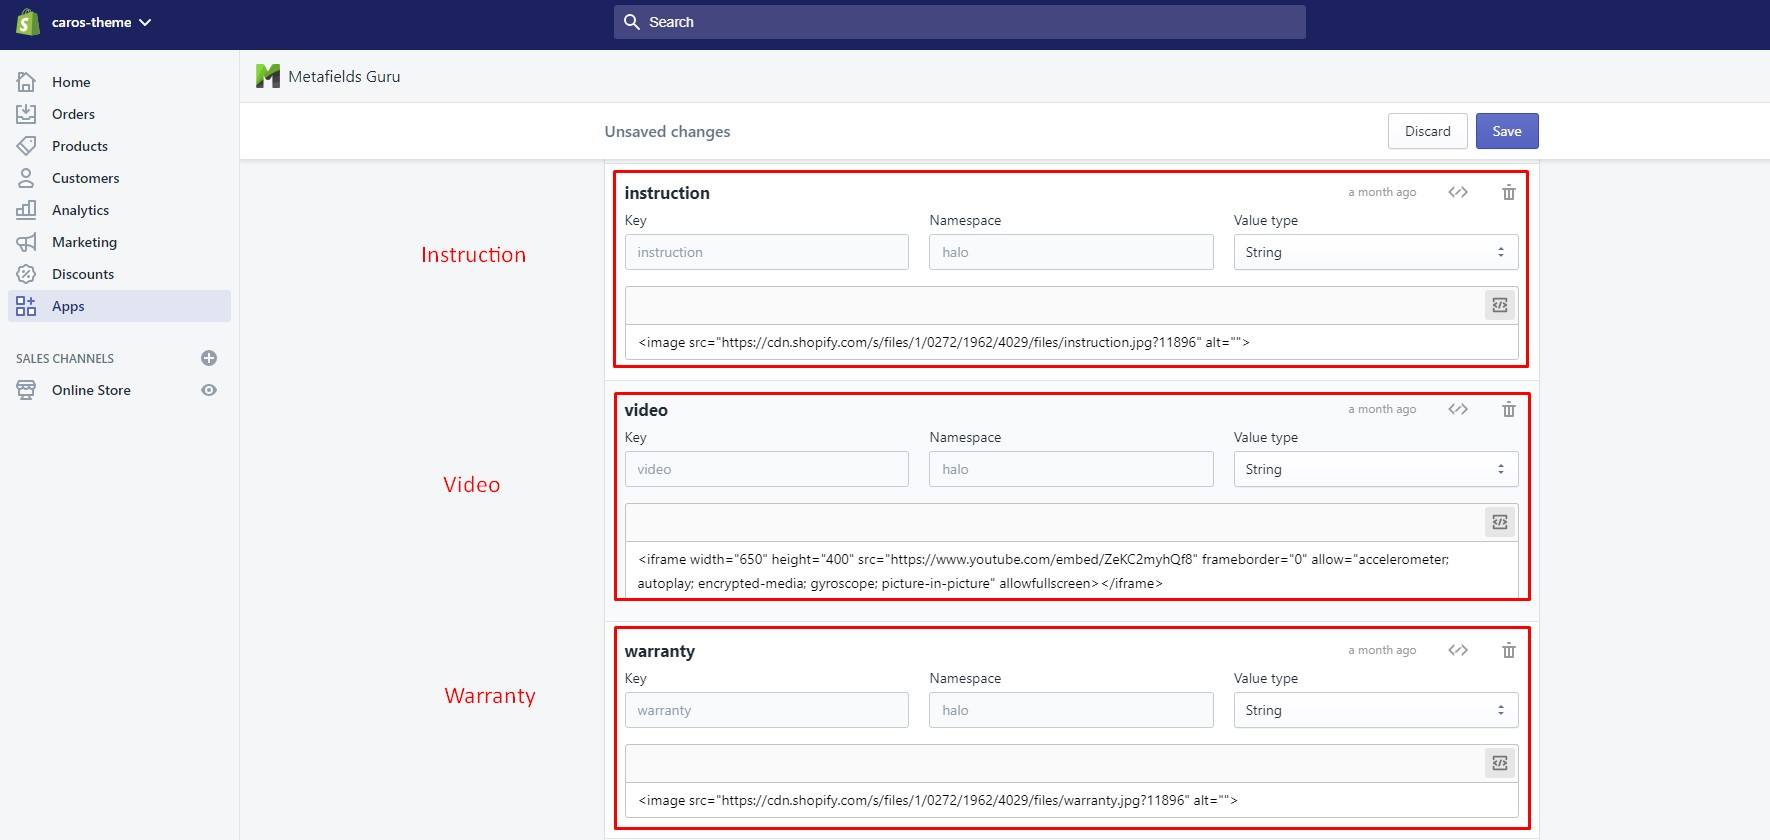 caros-theme
Search
Home
Orders
Products
Customers
Analytics
Marketing
Discounts
Apps
SALES CHANNELS
Online Store
Metafields Guru
Unsaved changes
Discard
Save
Instruction
instruction
a month ago
Key
Namespace
Value type
instruction
halo
String
<image src="https://cdn.shopify.com/s/files/1/0272/1962/4029/files/instruction.jpg?11896" alt="">
Video
video
a month ago
Key
Namespace
Value type
video
halo
String
<iframe width="650" height="400" src="https://www.youtube.com/embed/ZeKC2myhQf8" frameborder="0" allow="accelerometer;
autoplay; encrypted-media; gyroscope; picture-in-picture" allowfullscreen></iframe>
Warranty
warranty
a month ago
Key
Namespace
Value type
warranty
halo
String
<image src="https://cdn.shopify.com/s/files/1/0272/1962/4029/files/warranty.jpg?11896" alt="">